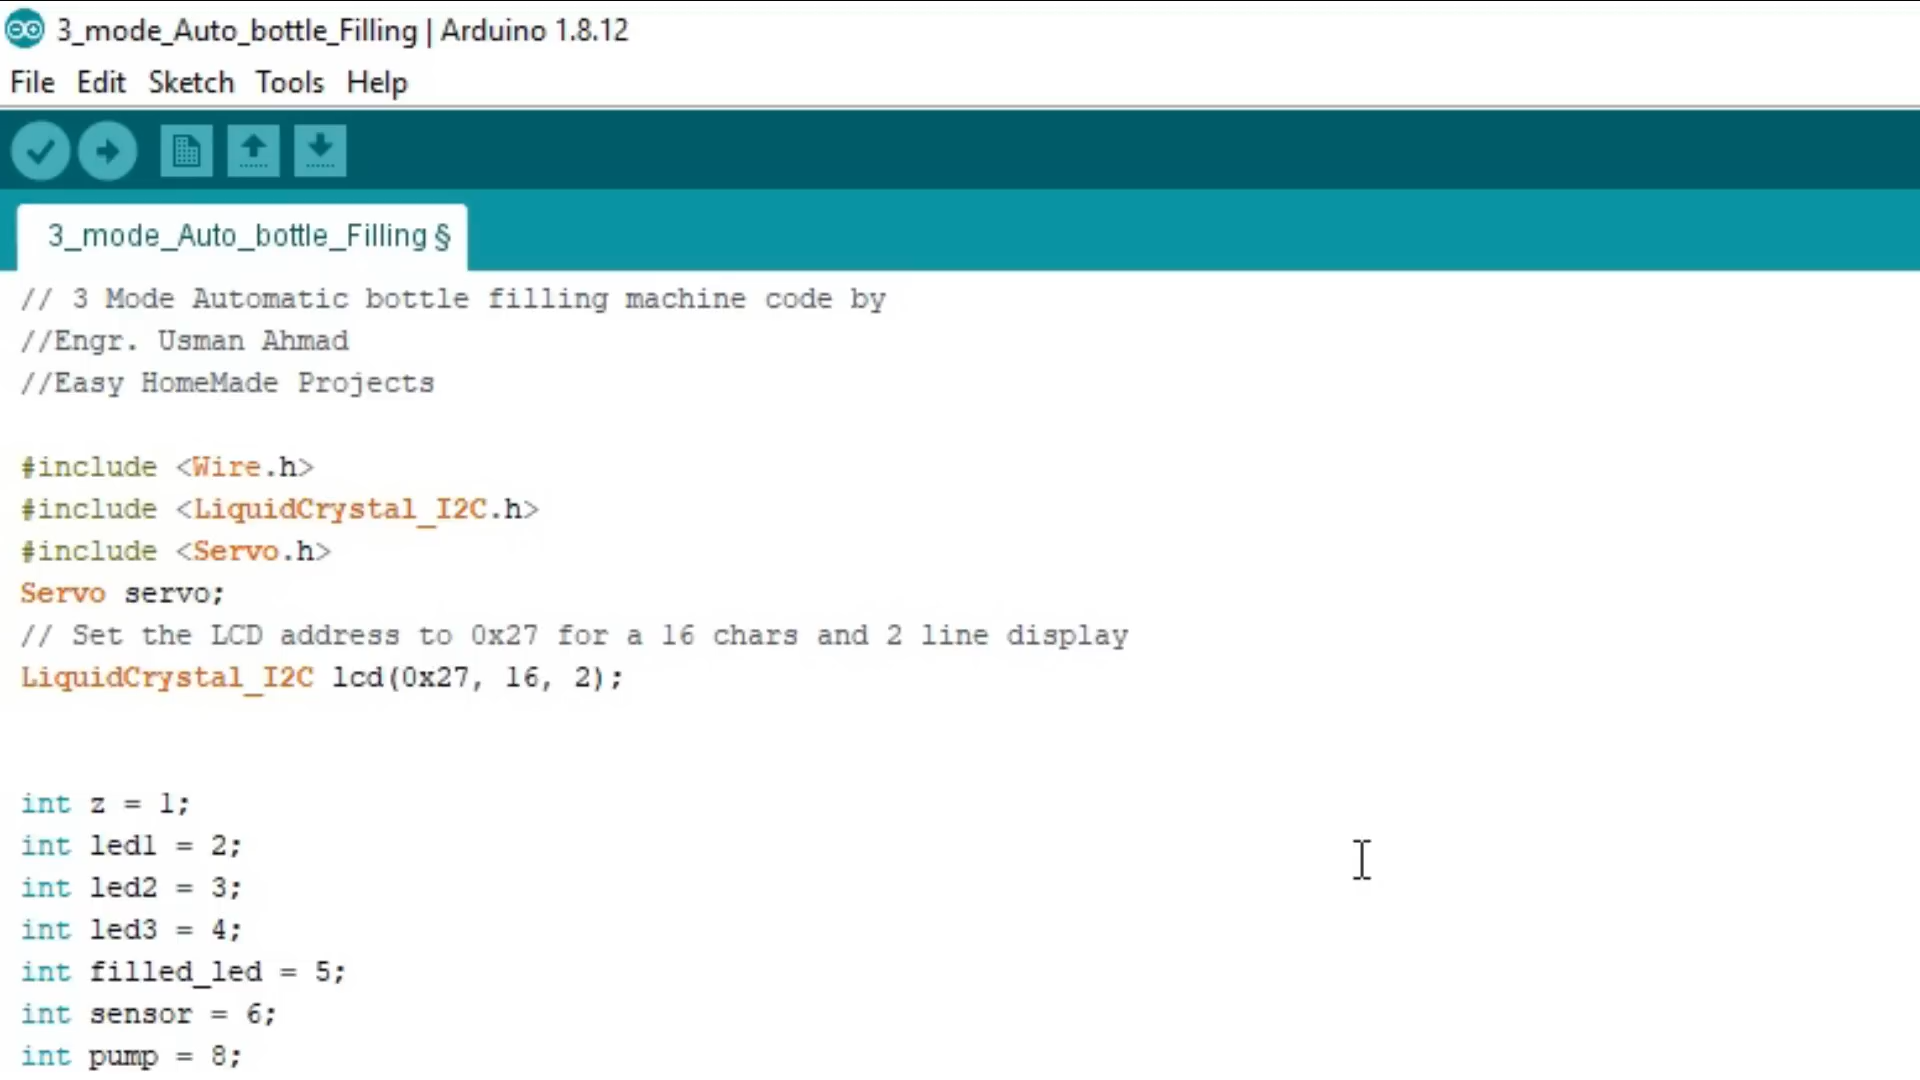 3_mode_Auto_bottle_Filling | Arduino 1.8.12
File Edit Sketch Tools Help
3_mode_Auto_bottle_Filling §
// 3 Mode Automatic bottle filling machine code by
//Engr. Usman Ahmad
//Easy HomeMade Projects
#include <Wire.h>
#include <LiquidCrystal_I2C.h>
#include <Servo.h>
Servo servo;
// Set the LCD address to 0x27 for a 16 chars and 2 line display
LiquidCrystal_I2C lcd(0x27, 16, 2);
int z = 1;
int led1 = 2;
int led2 = 3;
int led3 = 4;
int filled_led = 5;
int sensor = 6;
int pump = 8;